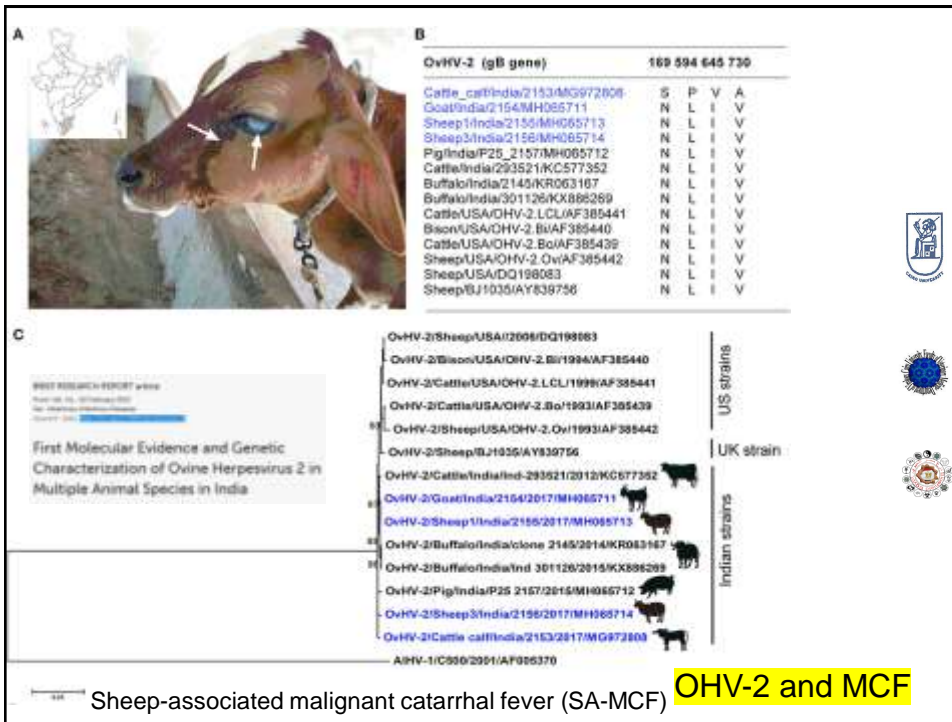 A
B
OvHV-2 (gB gene) 169 594 645 730
Cattle_calf/India/2153/MG972808 S P V A
Goat/India/2154/MH065711 N L I V
Sheep1/India/2155/MH065713 N L I V
Sheep3/India/2156/MH065714 N L I V
Pig/India/P25_2157/MH065712 N L I V
Cattle/India/293521/KC577352 N L I V
Buffalo/India/2145/KR063167 N L I V
Buffalo/India/301126/KX886269 N L I V
Cattle/USA/OHV-2.LCL/AF385441 N L I V
Bison/USA/OHV-2.Bi/AF385440 N L I V
Cattle/USA/OHV-2.Bo/AF385439 N L I V
Sheep/USA/OHV-2.Ov/AF385442 N L I V
Sheep/USA/DQ198083 N L I V
Sheep/BJ1035/AY839756 N L I V
CAIRO UNIVERSITY
C
BRIEF RESEARCH REPORT article
First Molecular Evidence and Genetic
Characterization of Ovine Herpesvirus 2 in
Multiple Animal Species in India
OvHV-2/Sheep/USA//2006/DQ198083
OvHV-2/Bison/USA/OHV-2.Bi/1994/AF385440
OvHV-2/Cattle/USA/OHV-2.LCL/1999/AF385441
OvHV-2/Cattle/USA/OHV-2.Bo/1993/AF385439
OvHV-2/Sheep/USA/OHV-2.Ov/1993/AF385442
US strains
OvHV-2/Sheep/BJ1035/AY839756
UK strain
OvHV-2/Cattle/India/Ind-293521/2012/KC577352
OvHV-2/Goat/India/2154/2017/MH065711
OvHV-2/Sheep1/India/2155/2017/MH065713
OvHV-2/Buffalo/India/clone 2145/2014/KR063167
OvHV-2/Buffalo/India/Ind 301126/2015/KX886269
OvHV-2/Pig/India/P25 2157/2015/MH065712
OvHV-2/Sheep3/India/2156/2017/MH065714
OvHV-2/Cattle calf/India/2153/2017/MG972808
Indian strains
AlHV-1/C500/2001/AF005370
Sheep-associated malignant catarrhal fever (SA-MCF)
OHV-2 and MCF